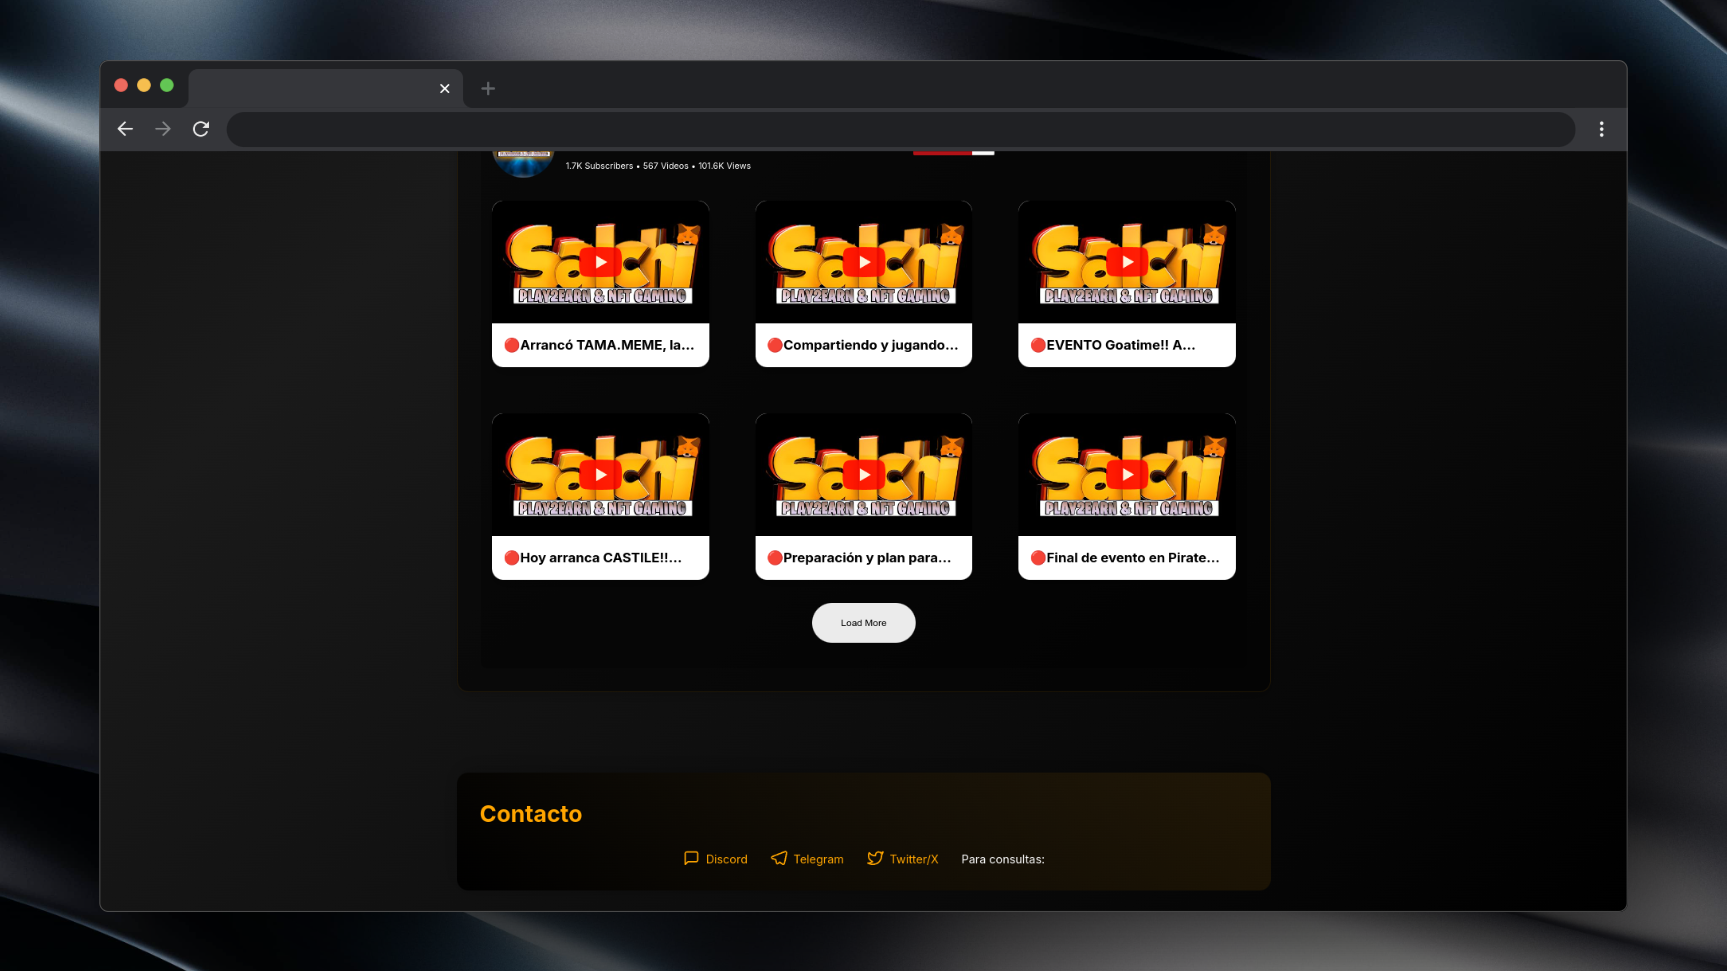 1.7K Subscribers • 567 Videos • 101.6K Views
Salchi
PLAY2EARN & NFT GAMING
Salchi
PLAY2EARN & NFT GAMING
Salchi
PLAY2EARN & NFT GAMING
🔴Arrancó TAMA.MEME, la...
🔴Compartiendo y jugando...
🔴EVENTO Goatime!! A...
Salchi
PLAY2EARN & NFT GAMING
Salchi
PLAY2EARN & NFT GAMING
Salchi
PLAY2EARN & NFT GAMING
🔴Hoy arranca CASTILE!!...
🔴Preparación y plan para...
🔴Final de evento en Pirate...
Load More
Contacto
Discord
Telegram
Twitter/X
Para consultas: